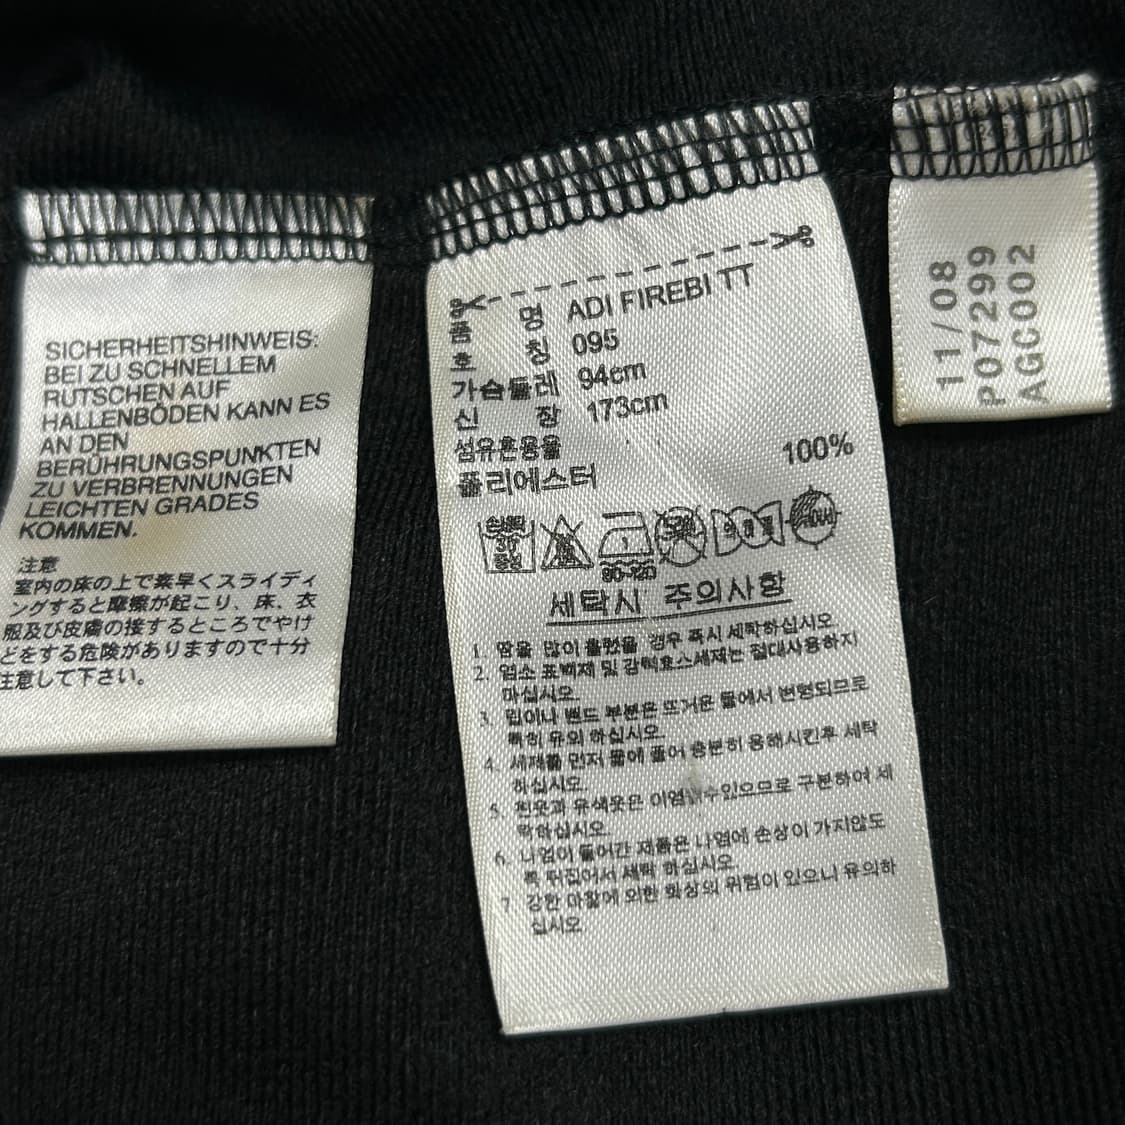 SICHERHEITSHINWEIS:
BEI ZU SCHNELLEM
RUTSCHEN AUF
HALLENBÖDEN KANN ES
AN DEN
BERÜHRUNGSPUNKTEN
ZU VERBRENNUNGEN
LEICHTEN GRADES
KOMMEN.
注意
室内の床の上で素早くスライディ
ングすると摩擦が起こり、床、衣
服及び皮膚の接するところでやけ
どをする危険がありますので十分
注意して下さい。
품 명 ADI FIREBI TT
호 칭 095
가슴둘레 94cm
신 장 173cm
섬유혼용율
폴리에스터 100%
80-120
세탁시 주의사항
1. 땀을 많이 흘렸을 경우 즉시 세탁하십시오
2. 염소 표백제 및 강력효소세제는 절대사용하지
마십시오.
3. 밑이나 밴드 부분은 뜨거운 물에서 변형되므로
특히 유의 하십시오.
4. 세제를 먼저 물에 풀어 충분히 용해시킨후 세탁
하십시오.
5. 흰옷과 유색옷은 이염될수있으므로 구분하여 세
탁하십시오.
6. 나염이 들어간 제품은 나염에 손상이 가지않도
록 뒤집어서 세탁 하십시오.
7. 강한 마찰에 의한 화상의 위험이 있으니 유의하
십시오
11/08
P07299
AGC002